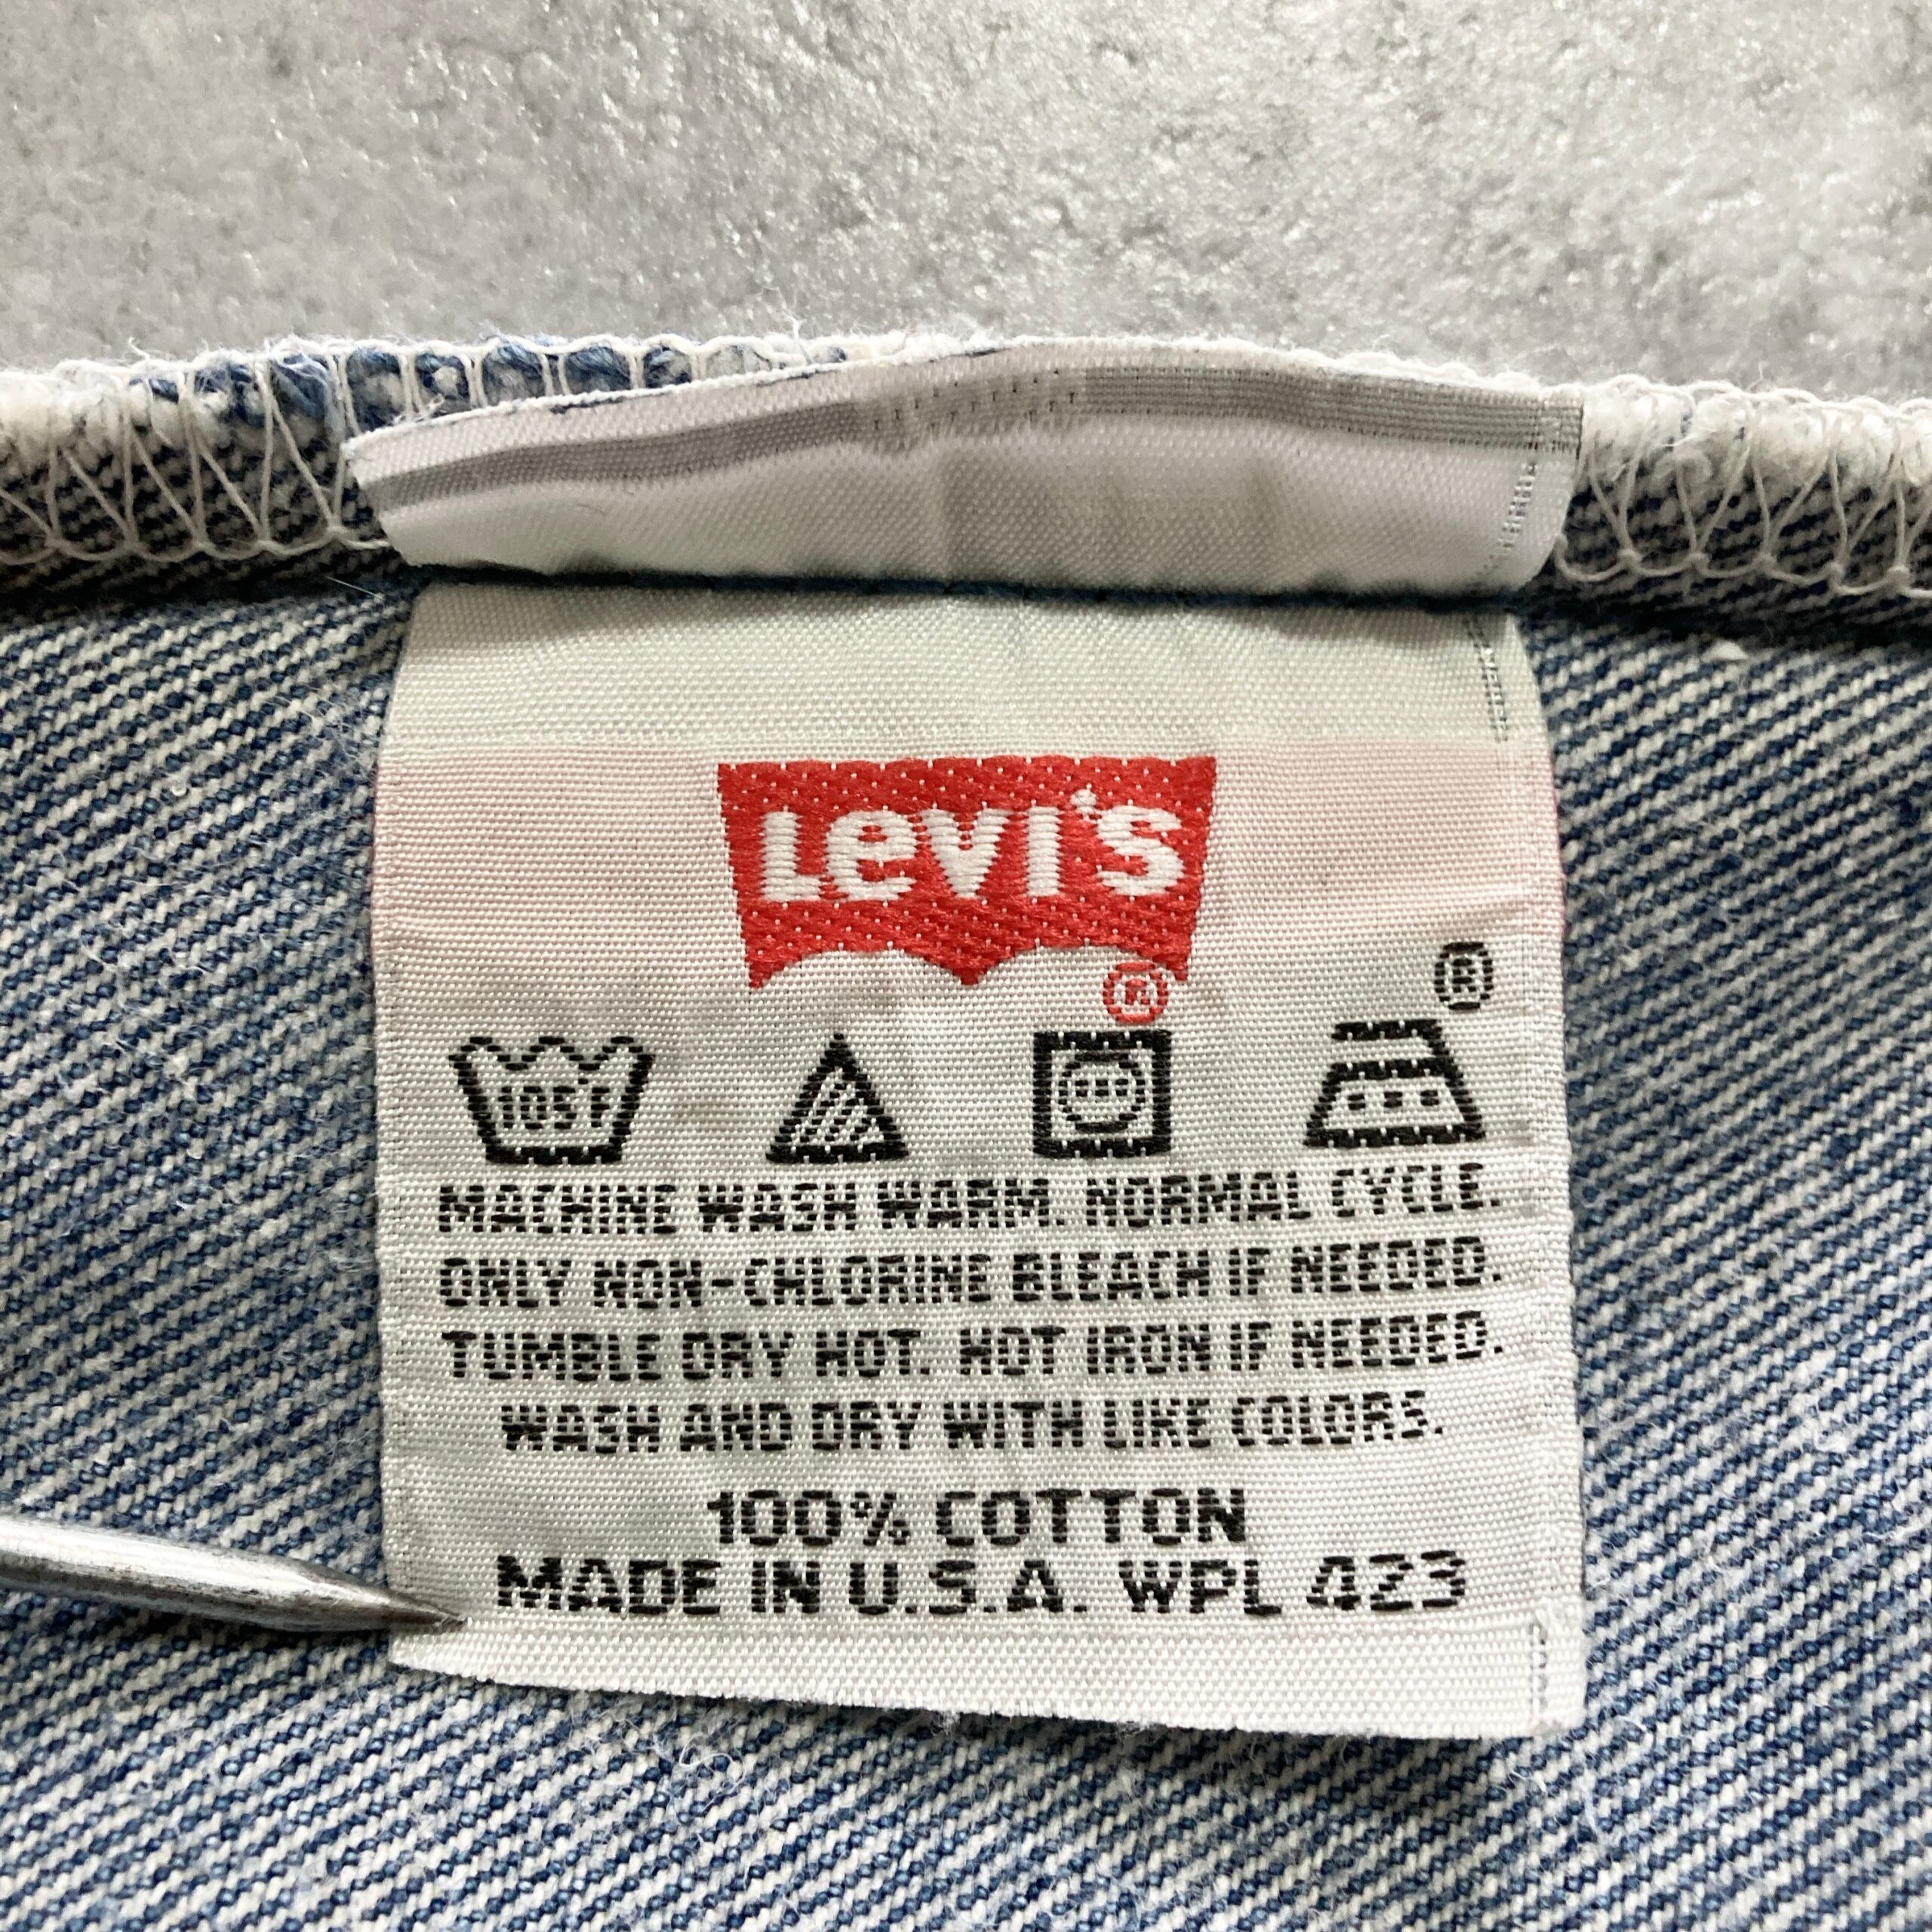 Levi's
®
®
105F
MACHINE WASH WARM. NORMAL CYCLE.
ONLY NON-CHLORINE BLEACH IF NEEDED.
TUMBLE DRY HOT. HOT IRON IF NEEDED.
WASH AND DRY WITH LIKE COLORS.
100% COTTON
MADE IN U.S.A. WPL 423